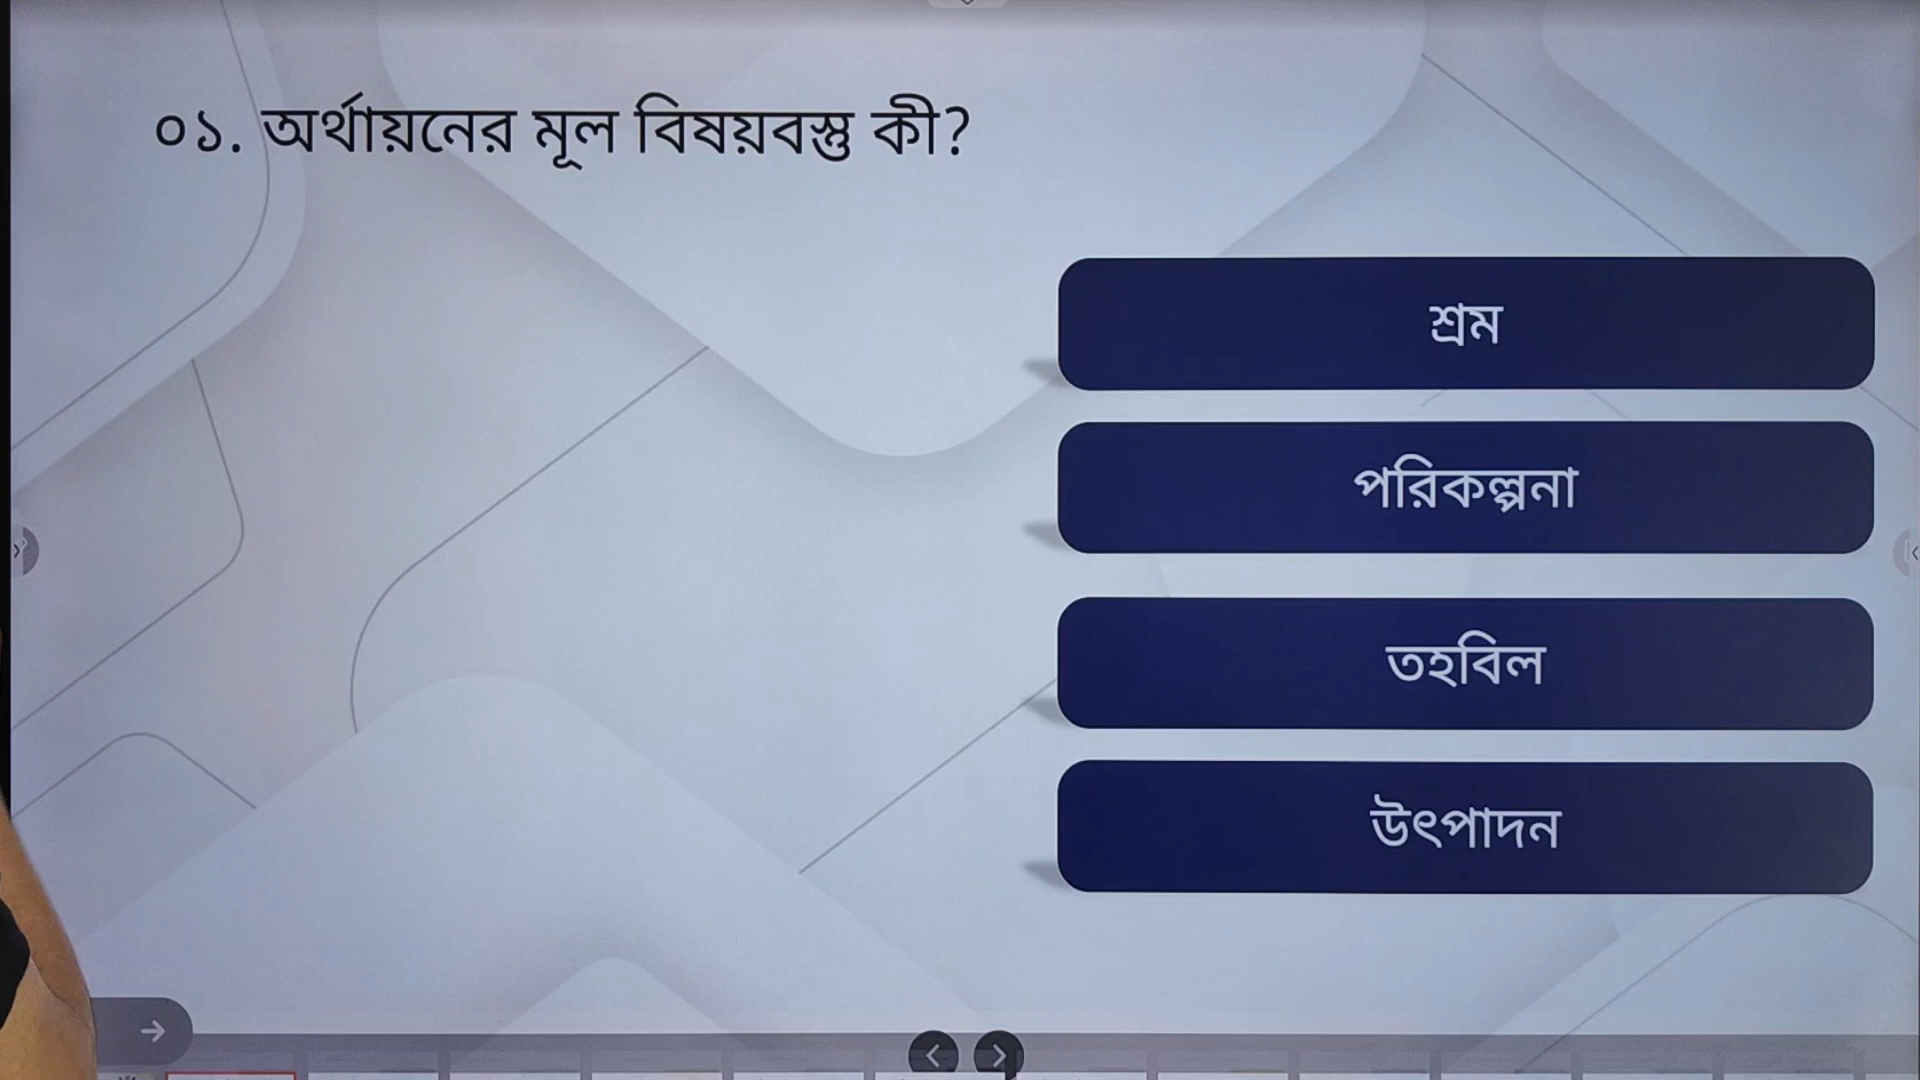 ০১. অর্থায়নের মূল বিষয়বস্তু কী?
শ্রম
পরিকল্পনা
তহবিল
উৎপাদন